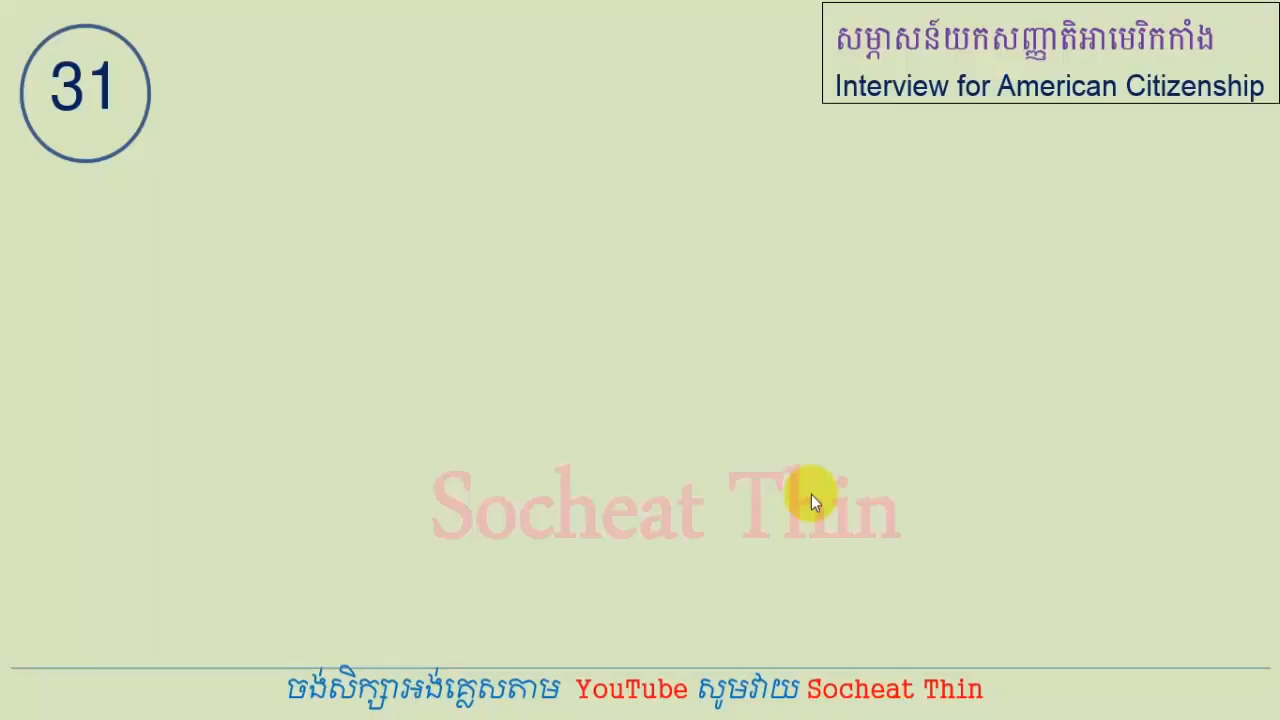 31
សម្ភាសន៍យកសញ្ញាតិអាមេរិកកាំង
Interview for American Citizenship
Socheat Thin
ចង់សិក្សាអង់គ្លេសតាម YouTube សូមវាយ Socheat Thin